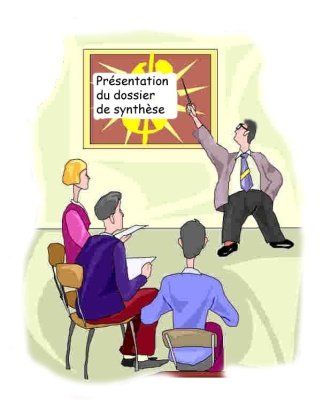 Présentation
du dossier
de synthèse